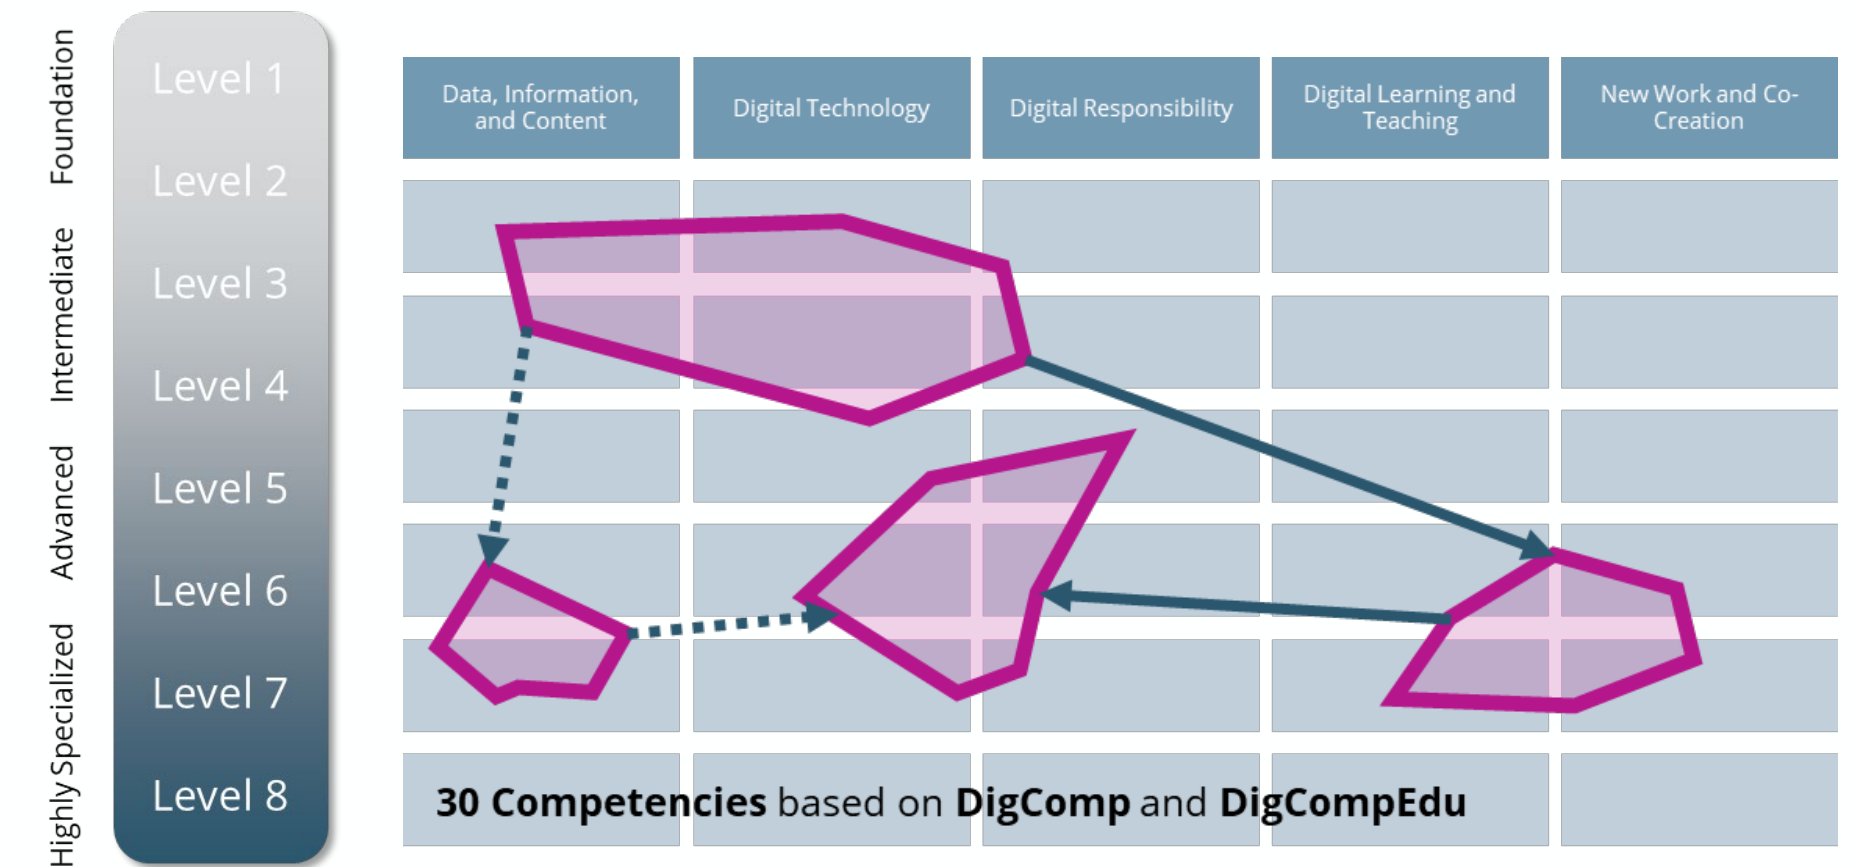 Foundation
Intermediate
Advanced
Highly Specialized
Level 1
Level 2
Level 3
Level 4
Level 5
Level 6
Level 7
Level 8
Data, Information,
and Content
Digital Technology
Digital Responsibility
Digital Learning and
Teaching
New Work and Co-
Creation
30 Competencies based on DigComp and DigCompEdu